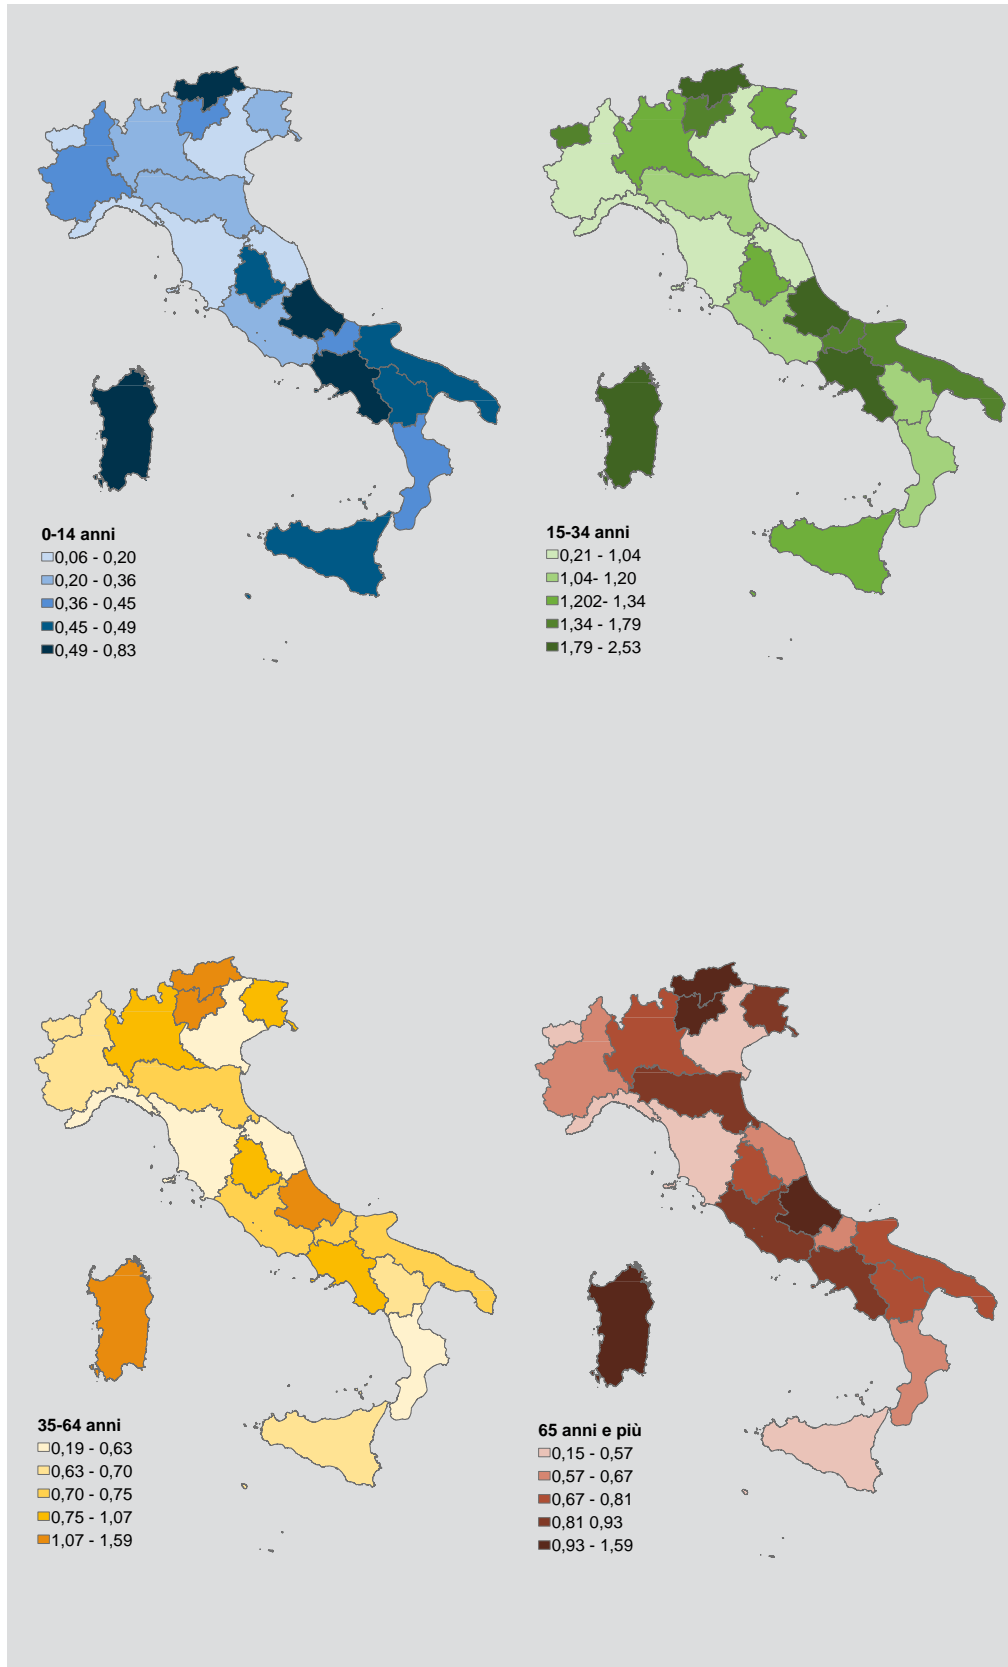 0-14 anni
0,06 - 0,20
0,20 - 0,36
0,36 - 0,45
0,45 - 0,49
0,49 - 0,83
15-34 anni
0,21 - 1,04
1,04- 1,20
1,202- 1,34
1,34 - 1,79
1,79 - 2,53
35-64 anni
0,19 - 0,63
0,63 - 0,70
0,70 - 0,75
0,75 - 1,07
1,07 - 1,59
65 anni e più
0,15 - 0,57
0,57 - 0,67
0,67 - 0,81
0,81 0,93
0,93 - 1,59